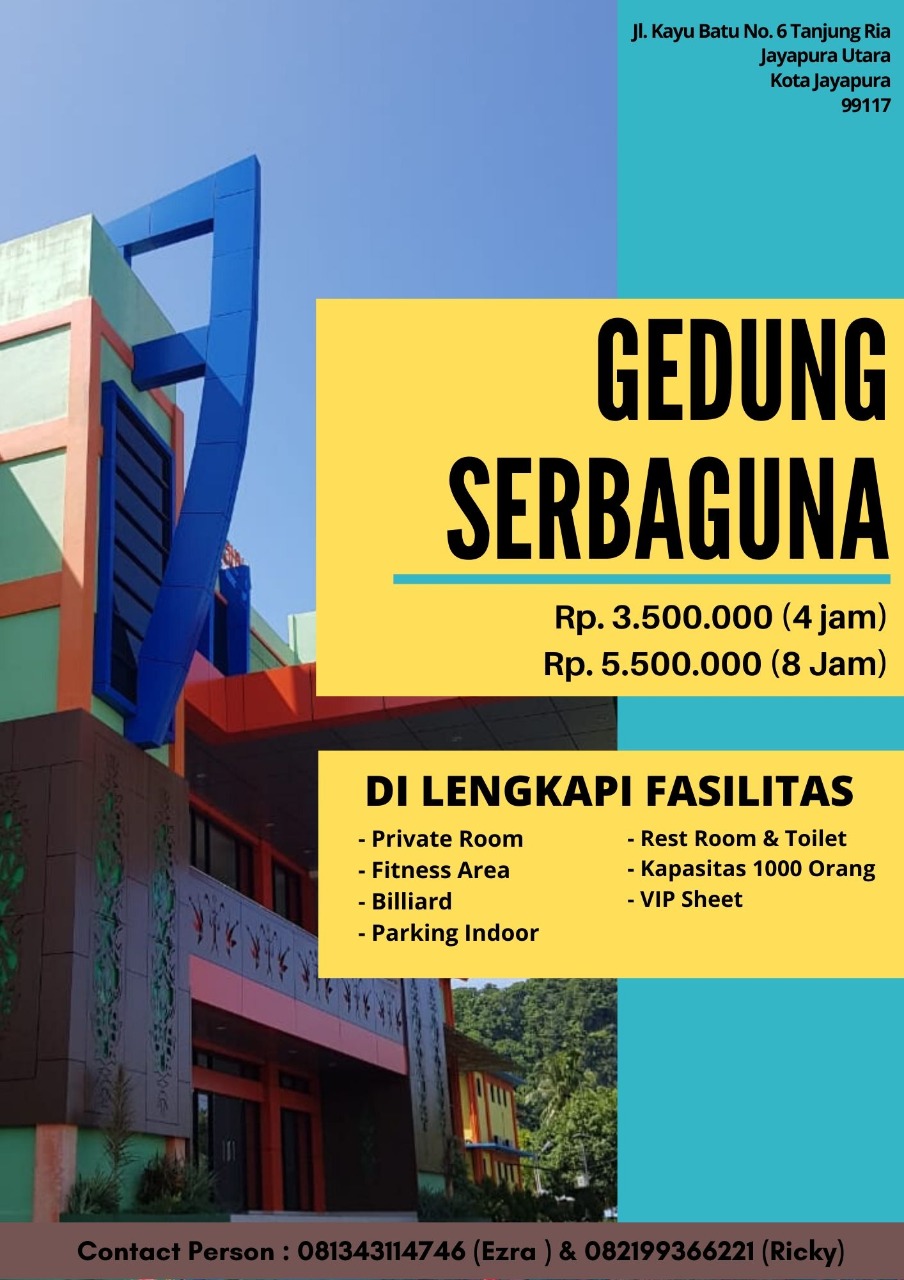 Jl. Kayu Batu No. 6 Tanjung Ria
Jayapura Utara
Kota Jayapura
99117
GEDUNG
SERBAGUNA
Rp. 3.500.000 (4 jam)
Rp. 5.500.000 (8 Jam)
DI LENGKAPI FASILITAS
- Private Room
- Fitness Area
- Billiard
- Parking Indoor
- Rest Room & Toilet
- Kapasitas 1000 Orang
- VIP Sheet
Contact Person : 081343114746 (Ezra ) & 082199366221 (Ricky)